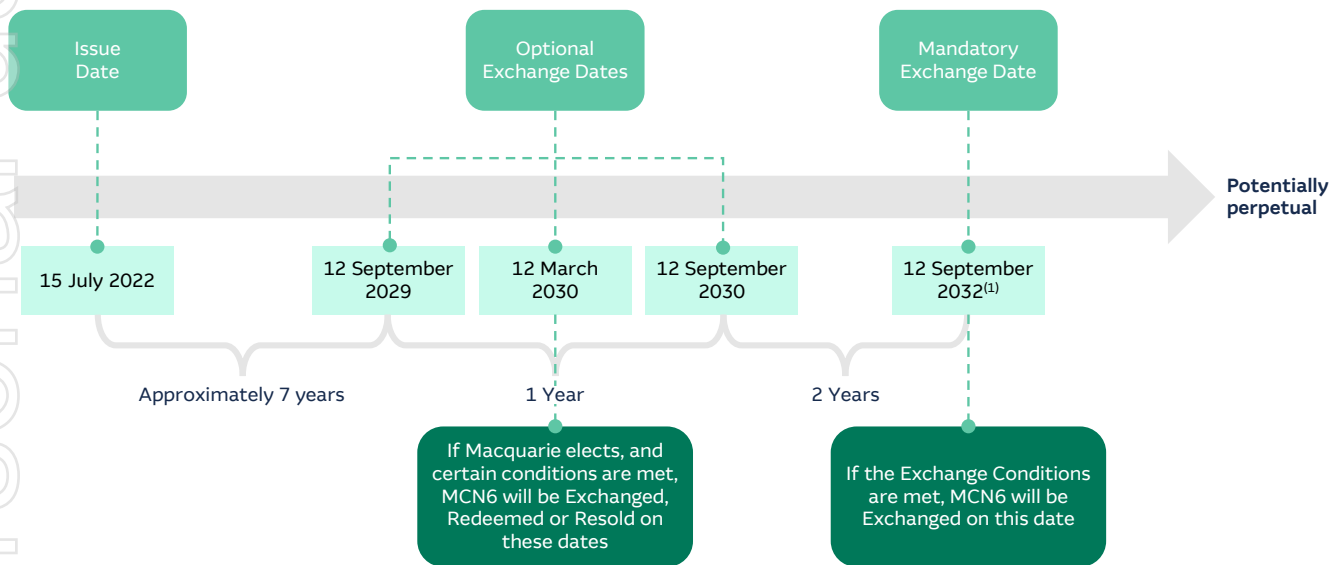 Issue
Date
Optional
Exchange Dates
Mandatory
Exchange Date
Potentially
perpetual
15 July 2022
12 September
2029
12 March
2030
12 September
2030
12 September
2032(1)
Approximately 7 years
1 Year
2 Years
If Macquarie elects, and
certain conditions are met,
MCN6 will be Exchanged,
Redeemed or Resold on
these dates
If the Exchange Conditions
are met, MCN6 will be
Exchanged on this date